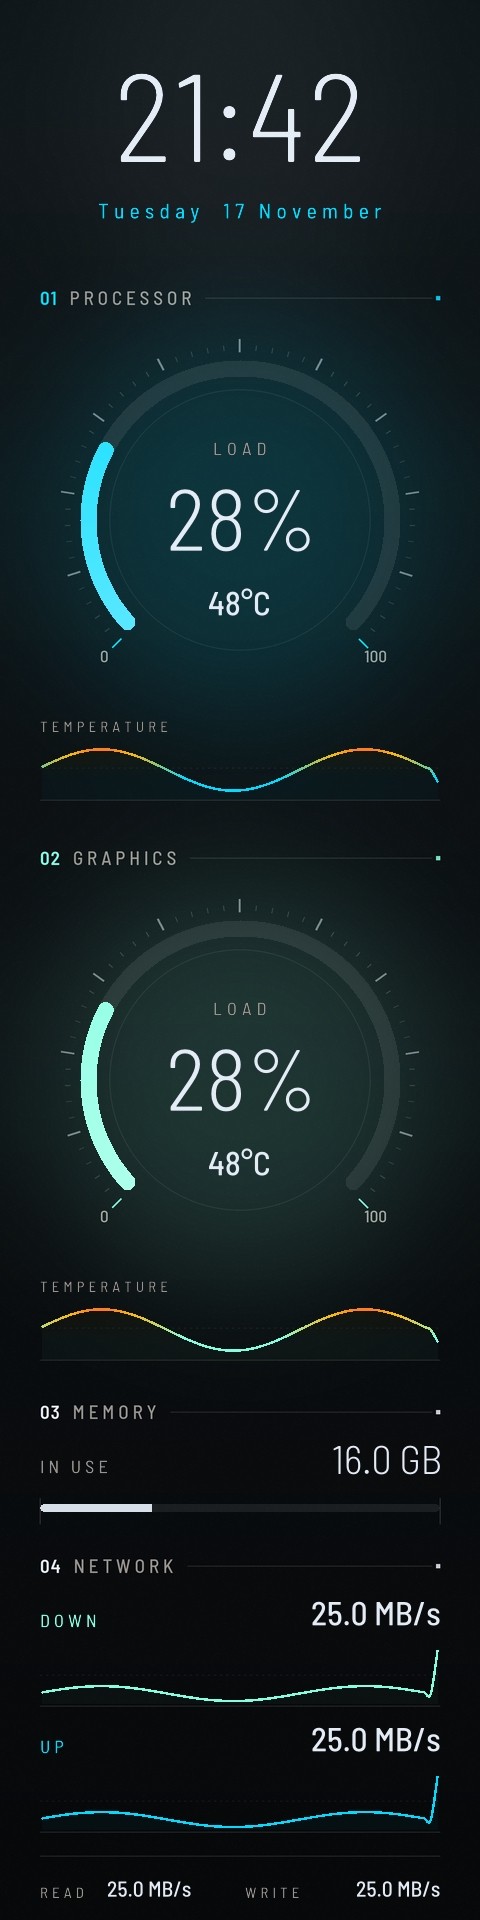 21:42
Tuesday 17 November
01 PROCESSOR
LOAD
28%
48°C
0 100
TEMPERATURE
02 GRAPHICS
LOAD
28%
48°C
0 100
TEMPERATURE
03 MEMORY
IN USE 16.0 GB
04 NETWORK
DOWN 25.0 MB/s
UP 25.0 MB/s
READ 25.0 MB/s WRITE 25.0 MB/s